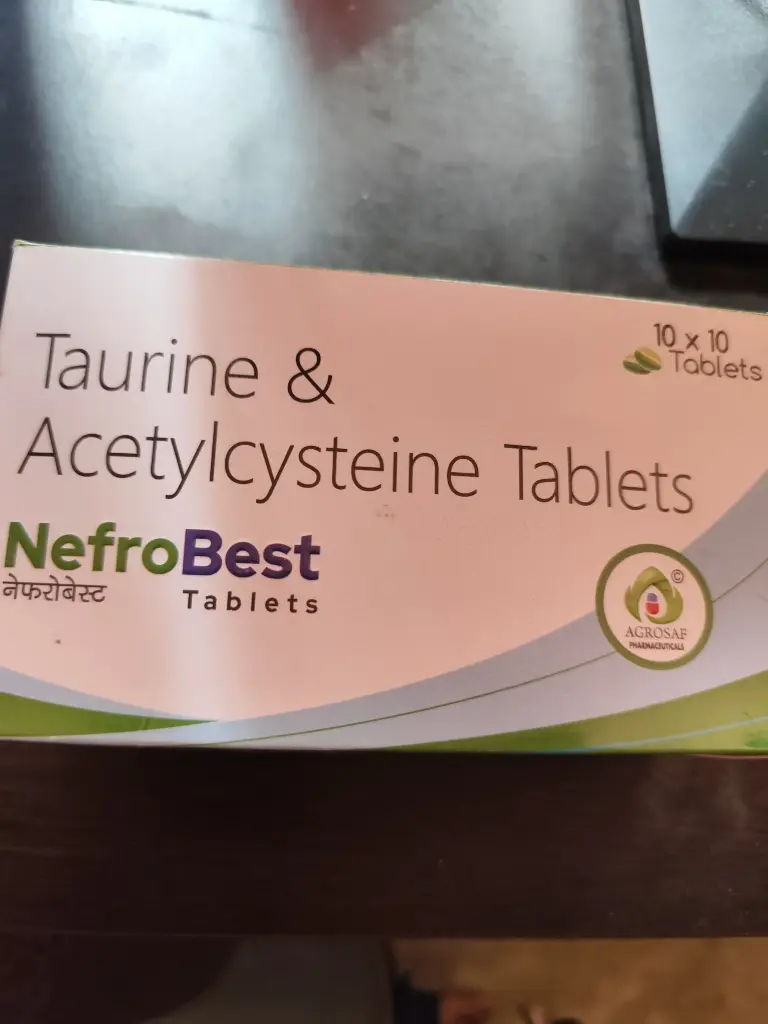 Taurine &
Acetylcysteine Tablets
10 x 10
Tablets
NefroBest
नेफरोबेस्ट
Tablets
©
AGROSAF
PHARMACEUTICALS